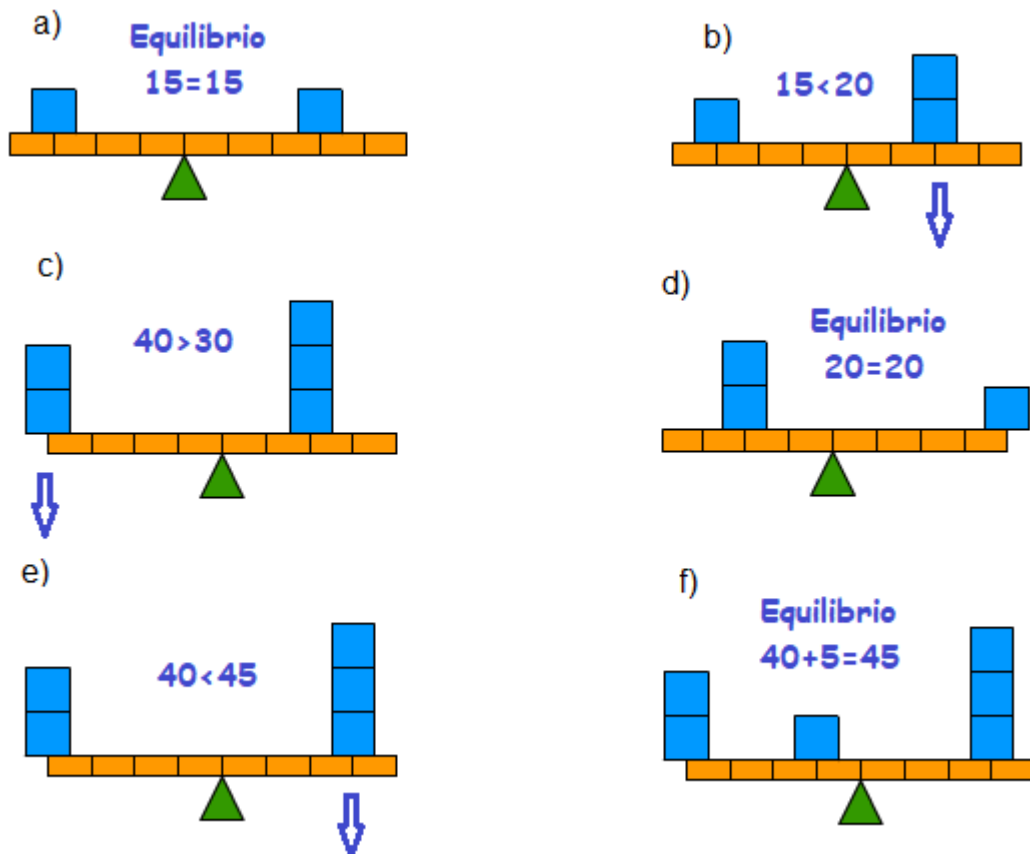 a)
Equilibrio
15=15
b)
15<20
c)
40>30
d)
Equilibrio
20=20
e)
40<45
f)
Equilibrio
40+5=45